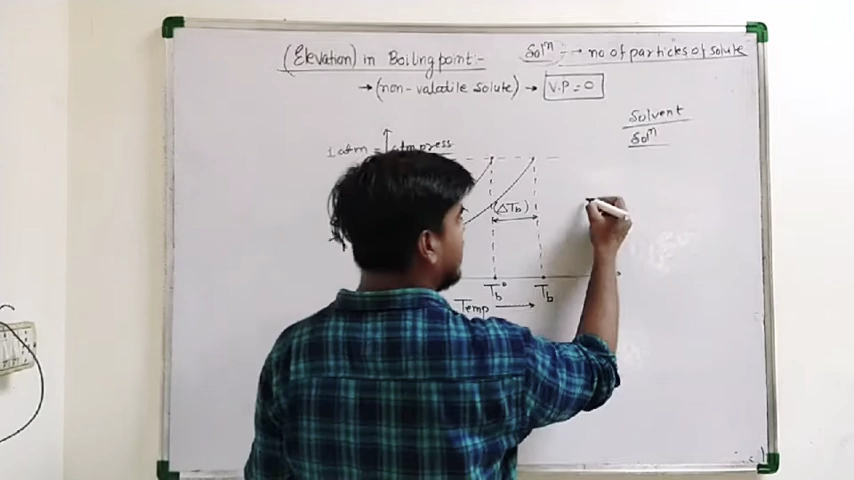 (Elevation) in Boiling point :-
Solⁿ :- → no of particles of solute
→ (non-valatile solute) → V.P = 0
Solvent
Solⁿ
1 atm = atm press
(ΔTb)
Tb° Tb
Temp →